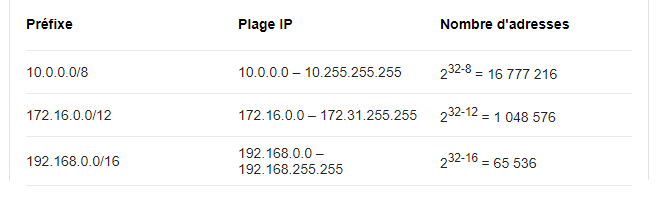 Préfixe Plage IP Nombre d'adresses
10.0.0.0/8 10.0.0.0 – 10.255.255.255 2^32-8 = 16 777 216
172.16.0.0/12 172.16.0.0 – 172.31.255.255 2^32-12 = 1 048 576
192.168.0.0/16 192.168.0.0 –
192.168.255.255 2^32-16 = 65 536